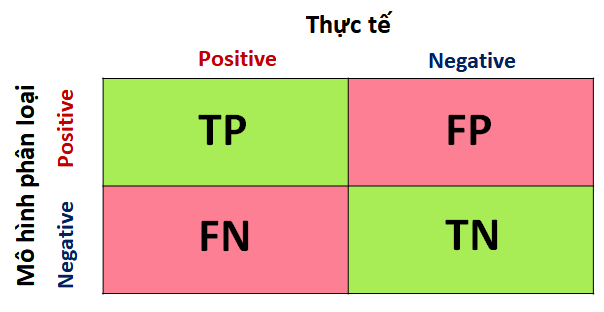 Thực tế
Positive Negative
Mô hình phân loại
Positive
TP FP
Negative
FN TN